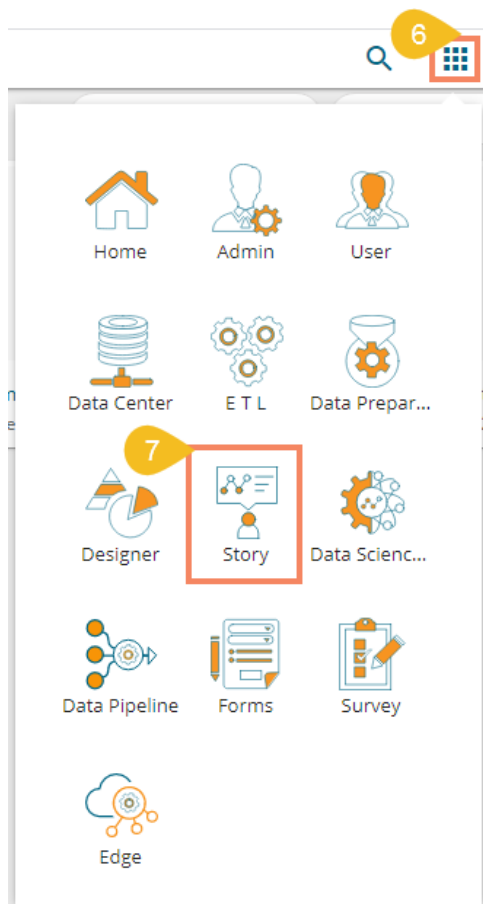 6
Home
Admin
User
Data Center
E T L
Data Prepar...
7
Designer
Story
Data Scienc...
Data Pipeline
Forms
Survey
Edge